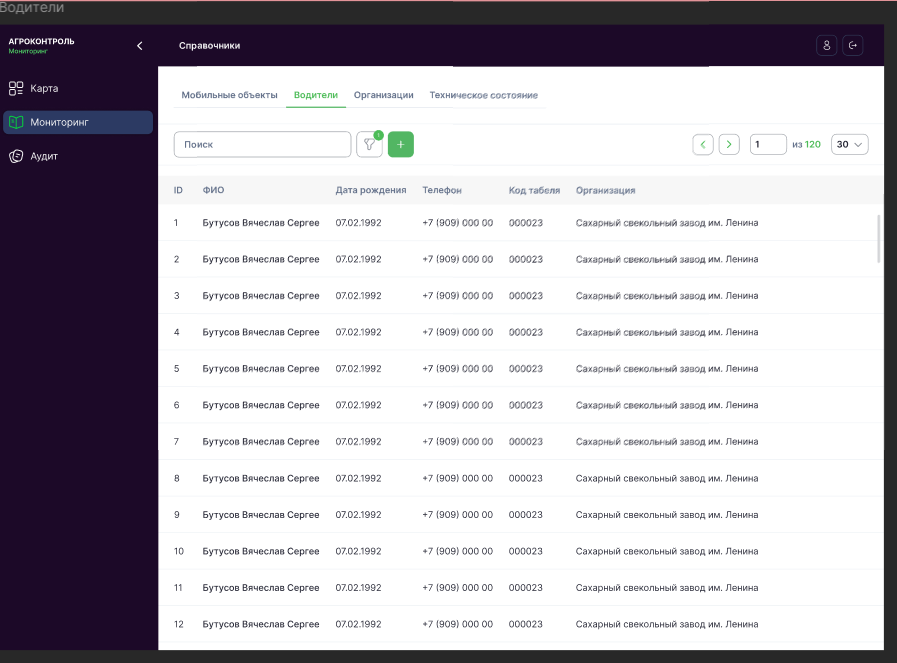 Водители
АГРОКОНТРОЛЬ
Мониторинг
Справочники
Карта
Мониторинг
Аудит
Мобильные объекты Водители Организации Техническое состояние
Поиск 1 + 1 из 120 30
ID ФИО Дата рождения Телефон Код табеля Организация
1 Бутусов Вячеслав Сергее 07.02.1992 +7 (909) 000 00 000023 Сахарный свекольный завод им. Ленина
2 Бутусов Вячеслав Сергее 07.02.1992 +7 (909) 000 00 000023 Сахарный свекольный завод им. Ленина
3 Бутусов Вячеслав Сергее 07.02.1992 +7 (909) 000 00 000023 Сахарный свекольный завод им. Ленина
4 Бутусов Вячеслав Сергее 07.02.1992 +7 (909) 000 00 000023 Сахарный свекольный завод им. Ленина
5 Бутусов Вячеслав Сергее 07.02.1992 +7 (909) 000 00 000023 Сахарный свекольный завод им. Ленина
6 Бутусов Вячеслав Сергее 07.02.1992 +7 (909) 000 00 000023 Сахарный свекольный завод им. Ленина
7 Бутусов Вячеслав Сергее 07.02.1992 +7 (909) 000 00 000023 Сахарный свекольный завод им. Ленина
8 Бутусов Вячеслав Сергее 07.02.1992 +7 (909) 000 00 000023 Сахарный свекольный завод им. Ленина
9 Бутусов Вячеслав Сергее 07.02.1992 +7 (909) 000 00 000023 Сахарный свекольный завод им. Ленина
10 Бутусов Вячеслав Сергее 07.02.1992 +7 (909) 000 00 000023 Сахарный свекольный завод им. Ленина
11 Бутусов Вячеслав Сергее 07.02.1992 +7 (909) 000 00 000023 Сахарный свекольный завод им. Ленина
12 Бутусов Вячеслав Сергее 07.02.1992 +7 (909) 000 00 000023 Сахарный свекольный завод им. Ленина